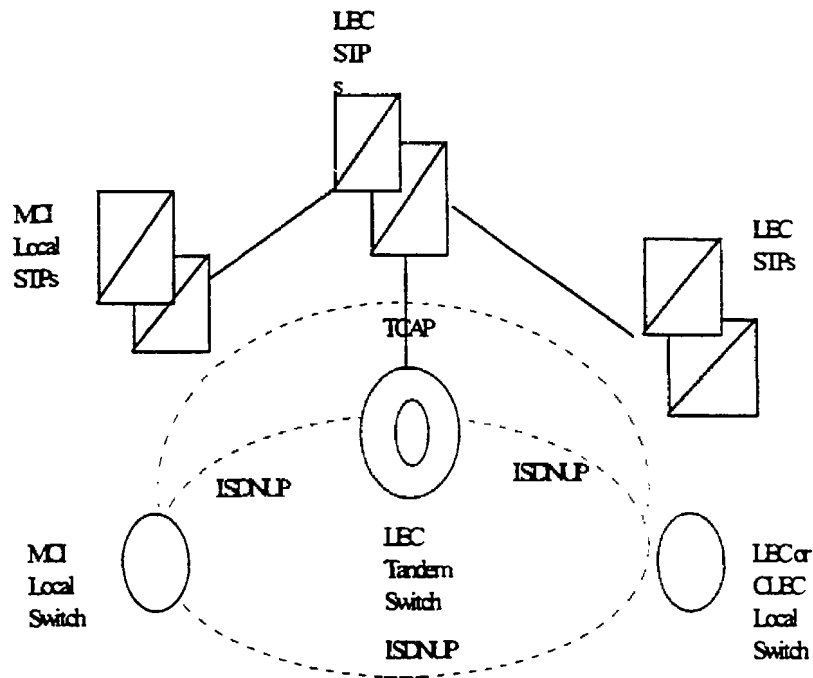 LEC
STP
s
MCI
Local
STPs
LEC
STPs
TCAP
ISDNUP
ISDNUP
MCI
Local
Switch
LEC
Tandem
Switch
LEC or
CLEC
Local
Switch
ISDNUP